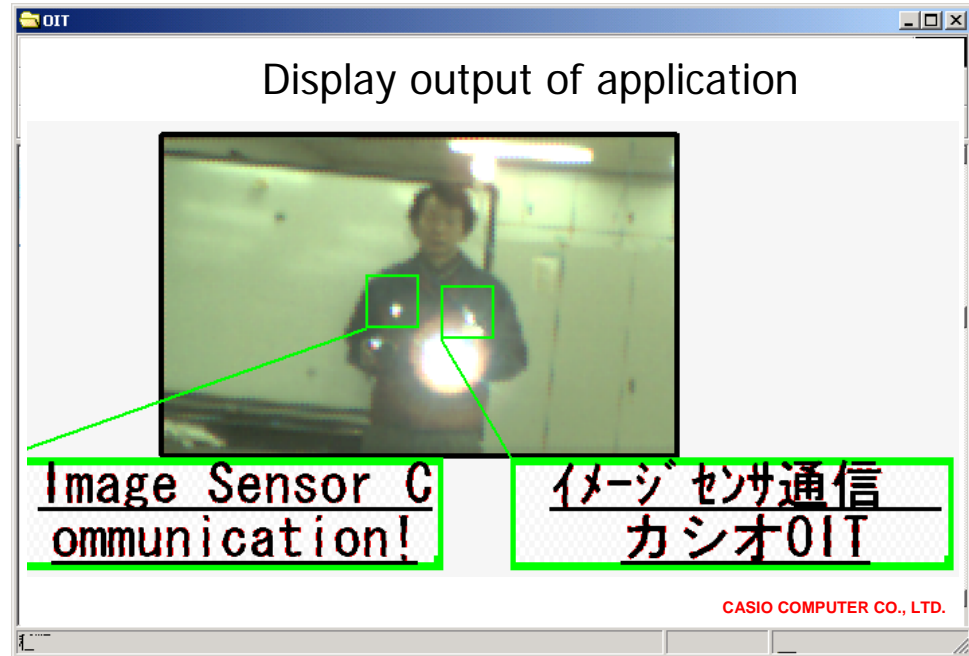 OIT
Display output of application
Image Sensor C
ommunication!
イメージセンサ通信
カシオOIT
CASIO COMPUTER CO., LTD.